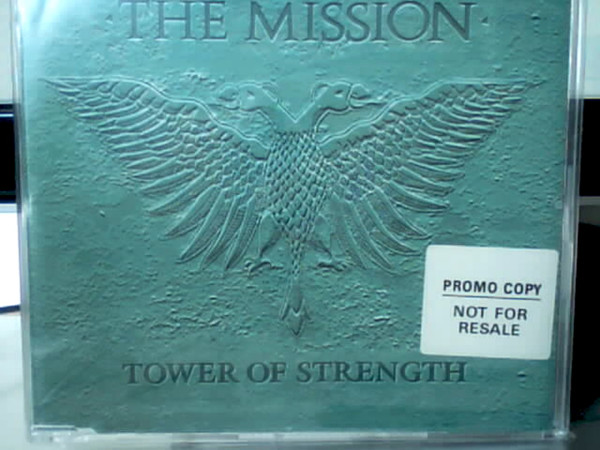 THE MISSION
PROMO COPY
NOT FOR
RESALE
TOWER OF STRENGTH